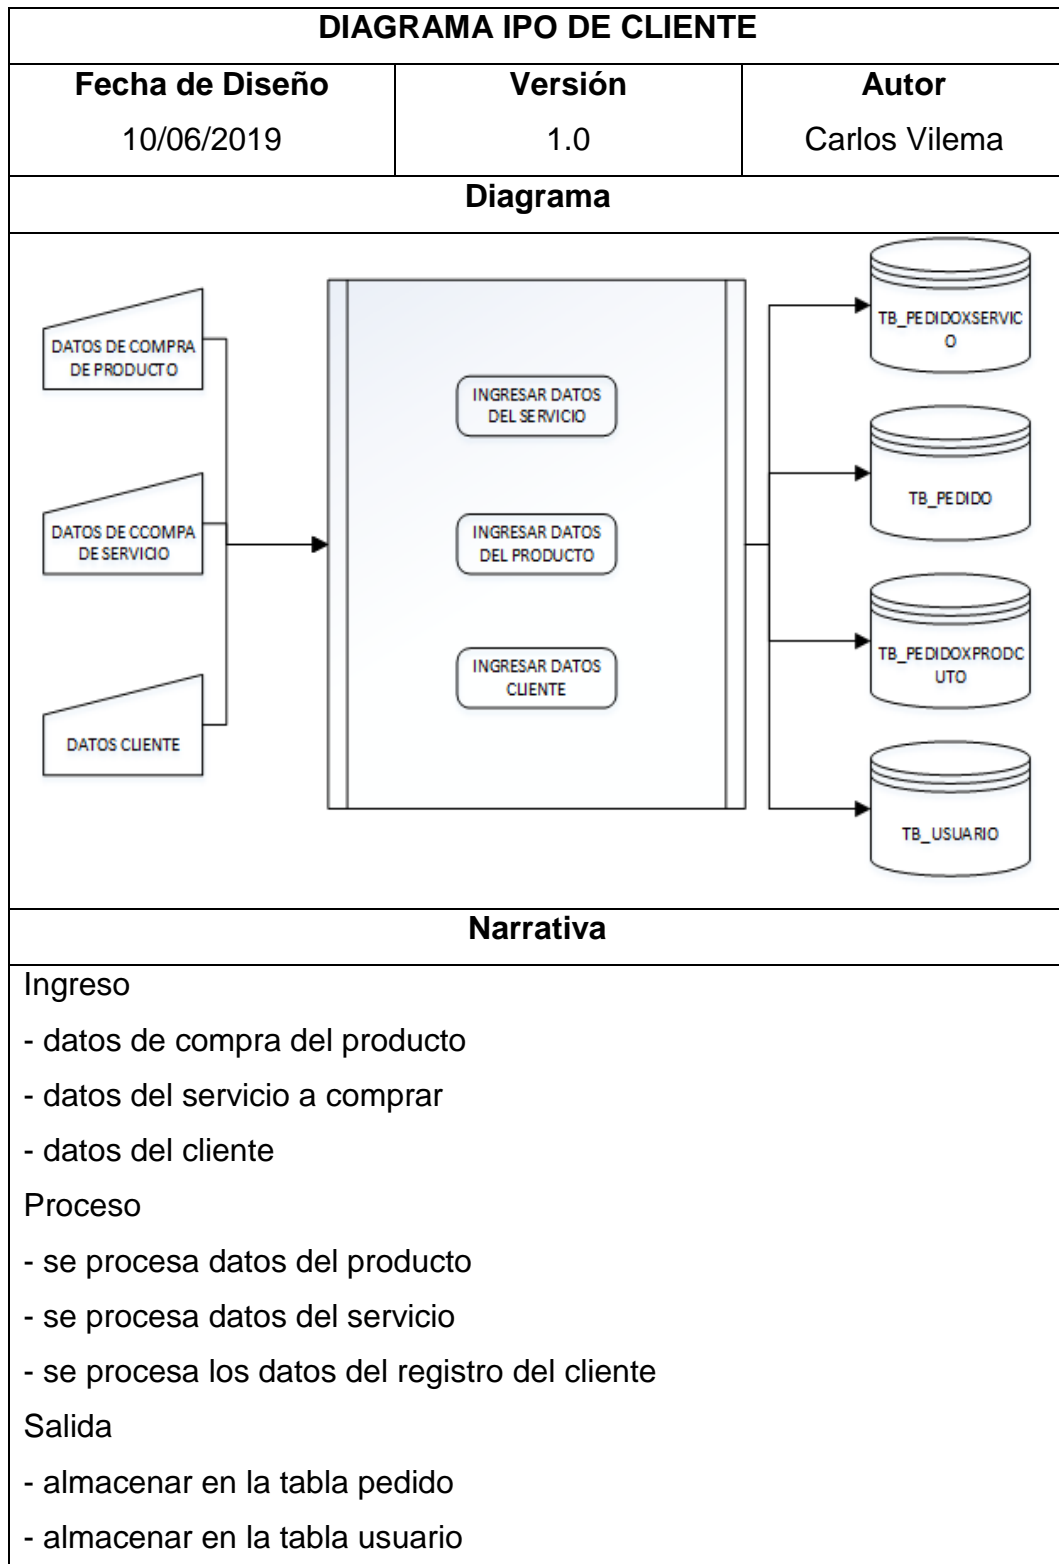 DIAGRAMA IPO DE CLIENTE
Fecha de Diseño
10/06/2019
Versión
1.0
Autor
Carlos Vilema
Diagrama
DATOS DE COMPRA
DE PRODUCTO
DATOS DE CCOMPA
DE SERVICIO
DATOS CLIENTE
INGRESAR DATOS
DEL SERVICIO
INGRESAR DATOS
DEL PRODUCTO
INGRESAR DATOS
CLIENTE
TB_PEDIDOXSERVIC
O
TB_PEDIDO
TB_PEDIDOXPRODC
UTO
TB_USUARIO
Narrativa
Ingreso
- datos de compra del producto
- datos del servicio a comprar
- datos del cliente
Proceso
- se procesa datos del producto
- se procesa datos del servicio
- se procesa los datos del registro del cliente
Salida
- almacenar en la tabla pedido
- almacenar en la tabla usuario